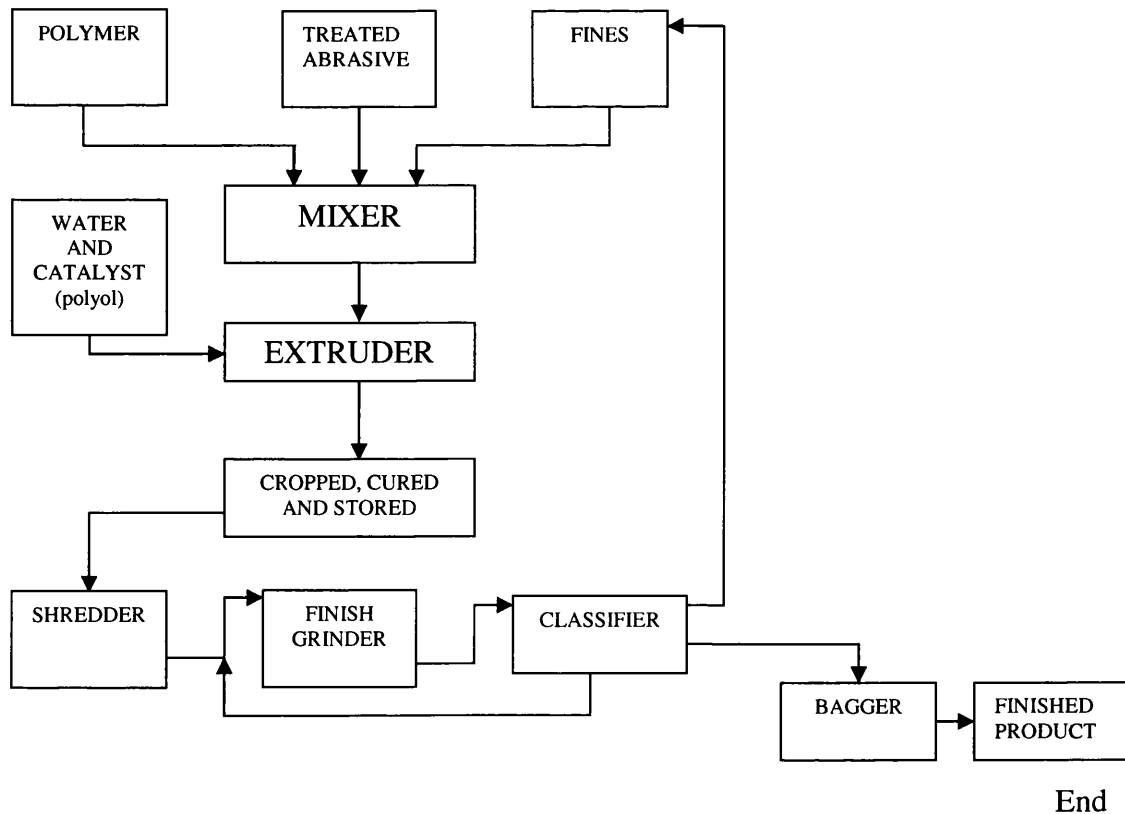 POLYMER
TREATED
ABRASIVE
FINES
MIXER
WATER
AND
CATALYST
(polyol)
EXTRUDER
CROPPED, CURED
AND STORED
SHREDDER
FINISH
GRINDER
CLASSIFIER
BAGGER
FINISHED
PRODUCT
End